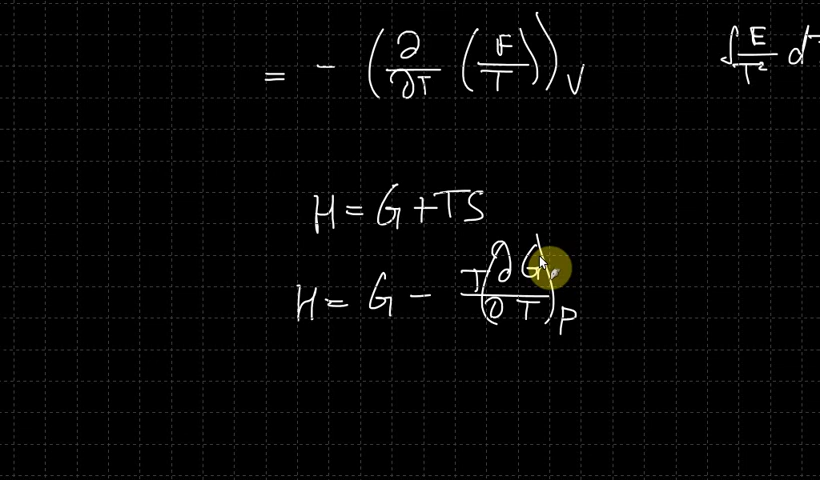 = - (∂/∂T (F/T))_V   ∫ E/T² d
H = G + TS
H = G - T(∂G/∂T)_P